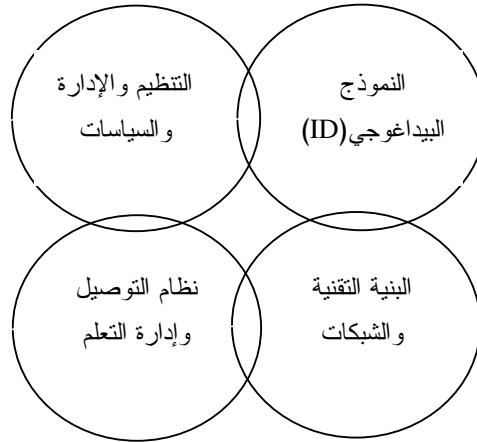 النموذج
البيداغوجي(ID)
التنظيم والإدارة
والسياسات
البنية التقنية
والشبكات
نظام التوصيل
وإدارة التعلم